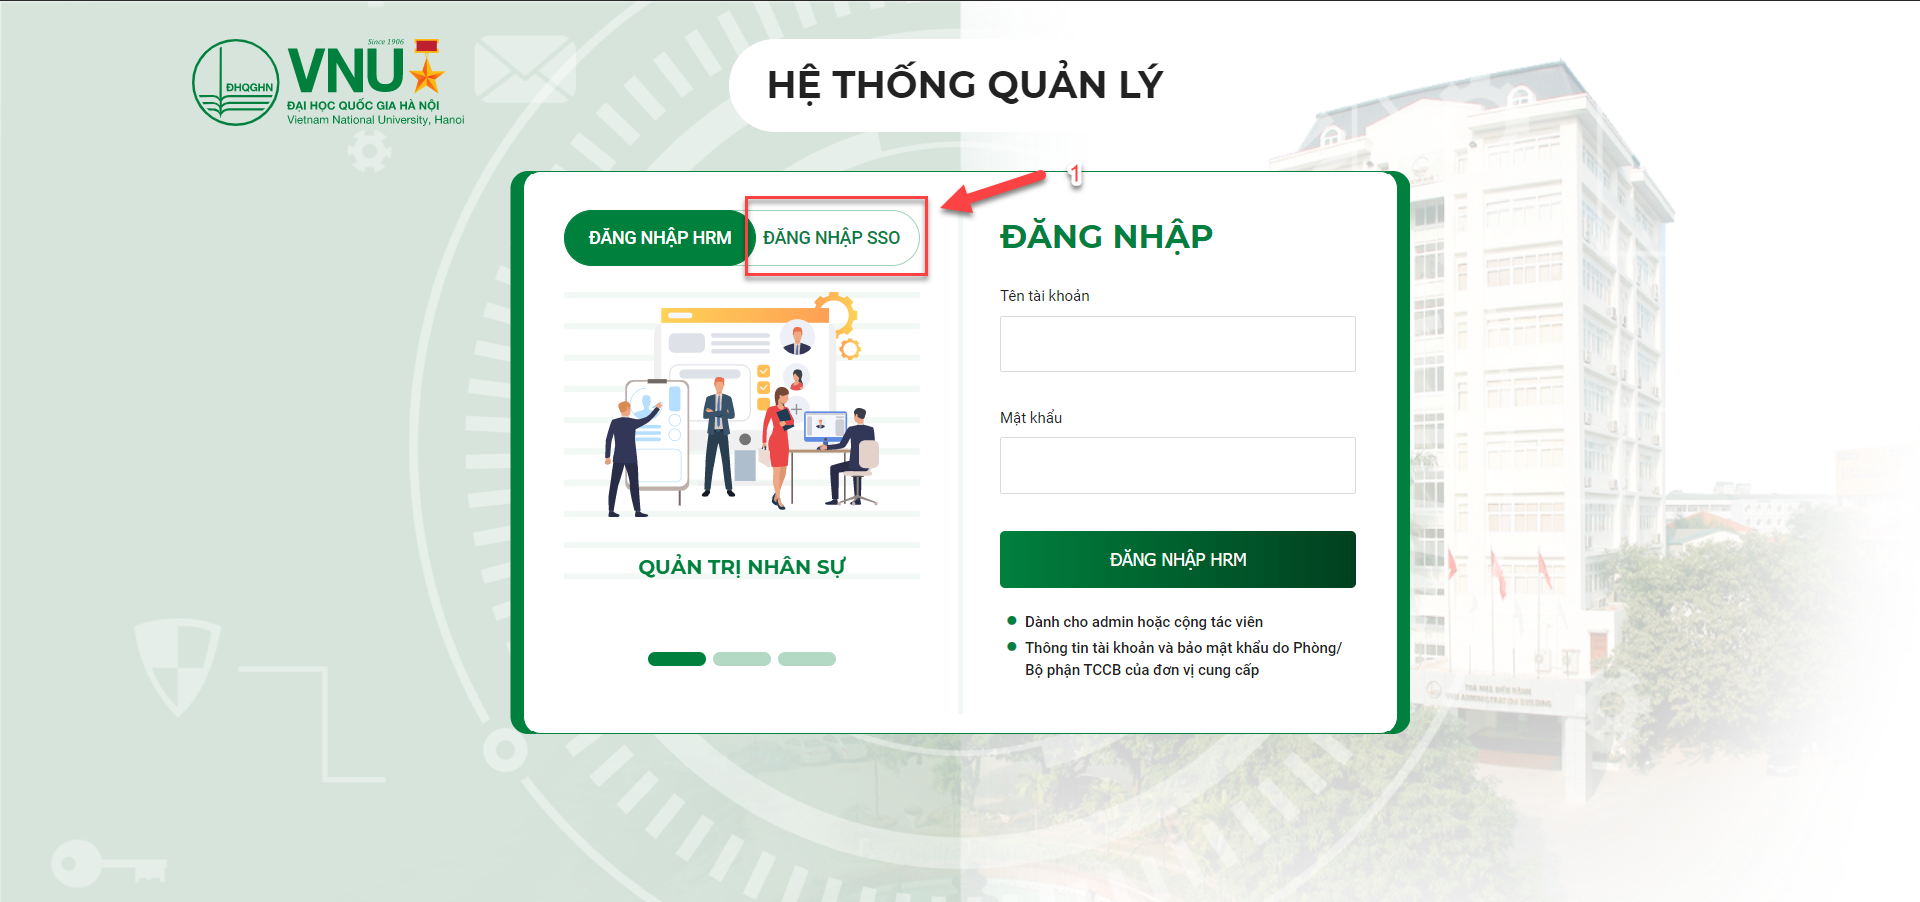 Since 1906
ĐHQGHN
VNU
ĐẠI HỌC QUỐC GIA HÀ NỘI
Vietnam National University, Hanoi
HỆ THỐNG QUẢN LÝ
1
ĐĂNG NHẬP HRM
ĐĂNG NHẬP SSO
QUẢN TRỊ NHÂN SỰ
ĐĂNG NHẬP
Tên tài khoản
Mật khẩu
ĐĂNG NHẬP HRM
Dành cho admin hoặc cộng tác viên
Thông tin tài khoản và bảo mật khẩu do Phòng/
Bộ phận TCCB của đơn vị cung cấp